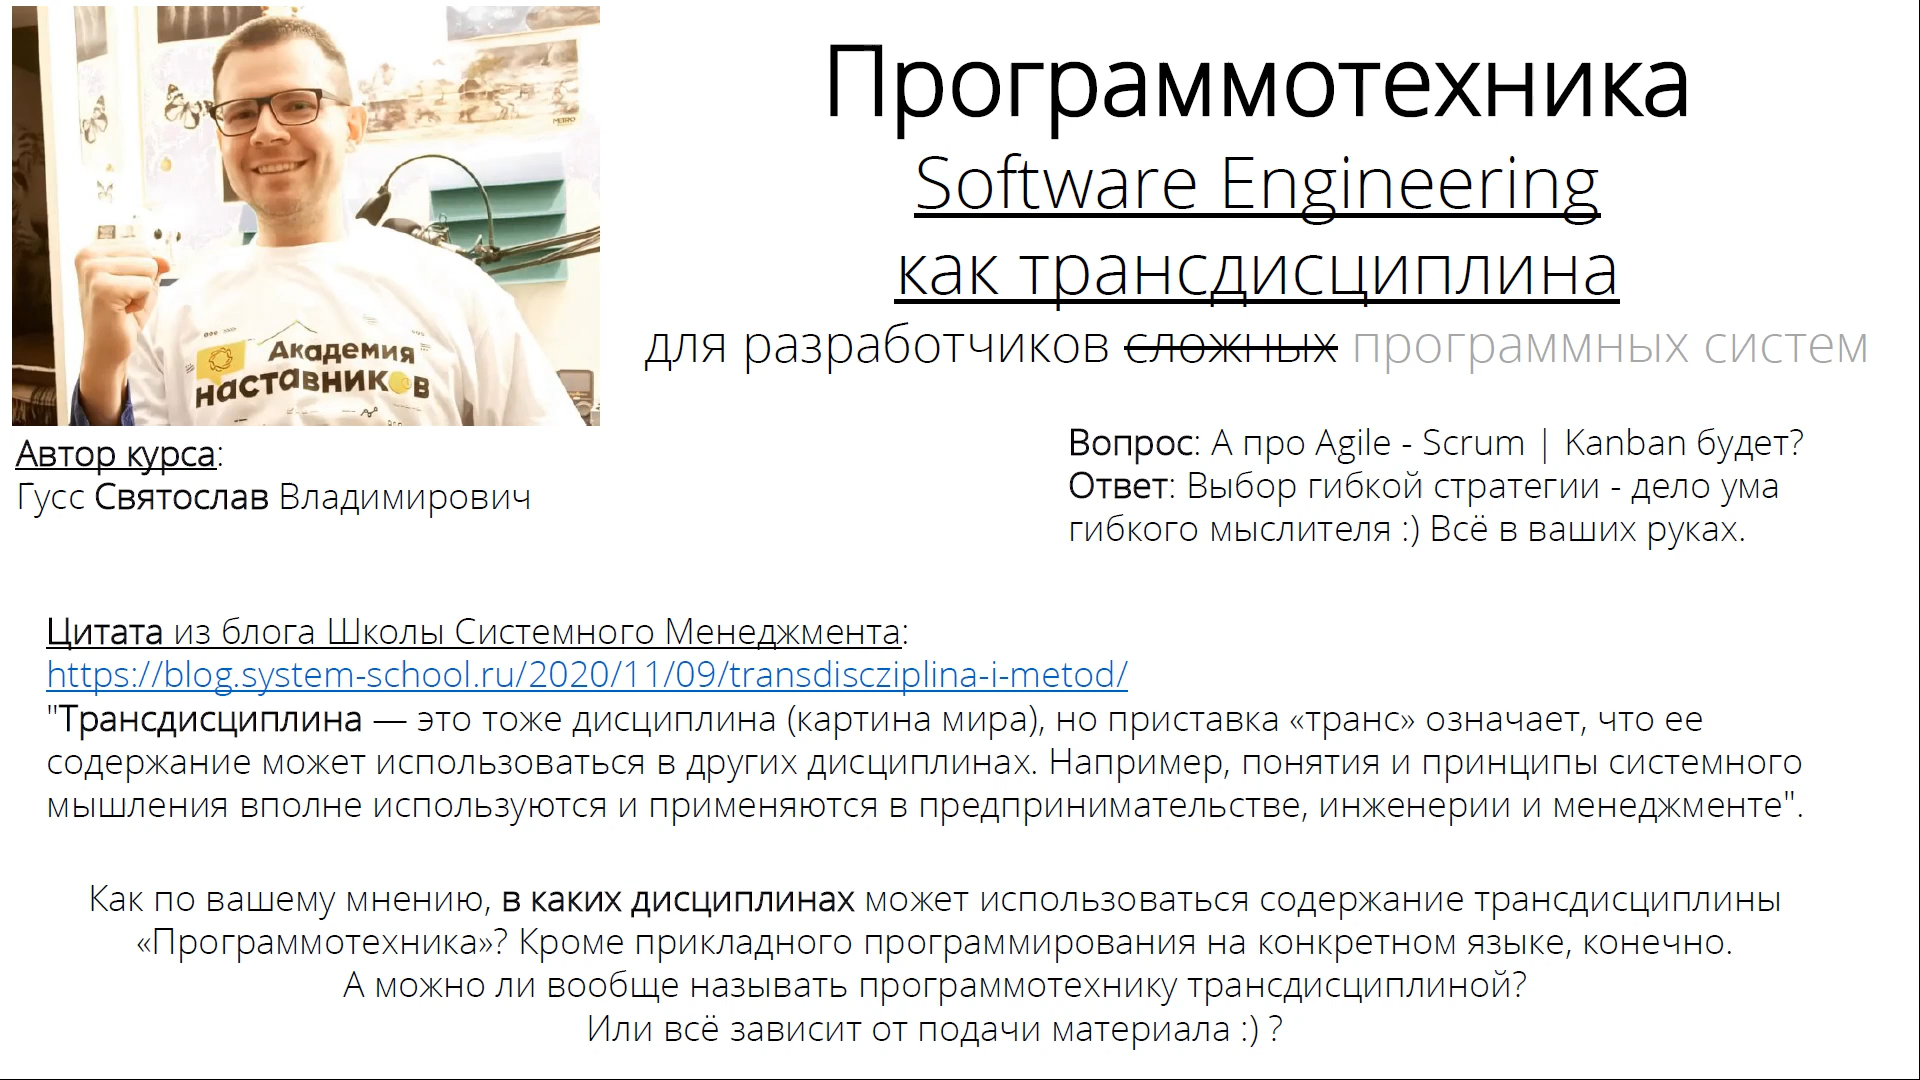 Программотехника
Software Engineering
как трансдисциплина
для разработчиков сложных программных систем
METRO
Академия
наставников
Автор курса:
Гусс Святослав Владимирович
Вопрос: А про Agile - Scrum | Kanban будет?
Ответ: Выбор гибкой стратегии - дело ума
гибкого мыслителя :) Всё в ваших руках.
Цитата из блога Школы Системного Менеджмента:
https://blog.system-school.ru/2020/11/09/transdiscziplina-i-metod/
"Трансдисциплина — это тоже дисциплина (картина мира), но приставка «транс» означает, что ее
содержание может использоваться в других дисциплинах. Например, понятия и принципы системного
мышления вполне используются и применяются в предпринимательстве, инженерии и менеджменте".
Как по вашему мнению, в каких дисциплинах может использоваться содержание трансдисциплины
«Программотехника»? Кроме прикладного программирования на конкретном языке, конечно.
А можно ли вообще называть программотехнику трансдисциплиной?
Или всё зависит от подачи материала :) ?